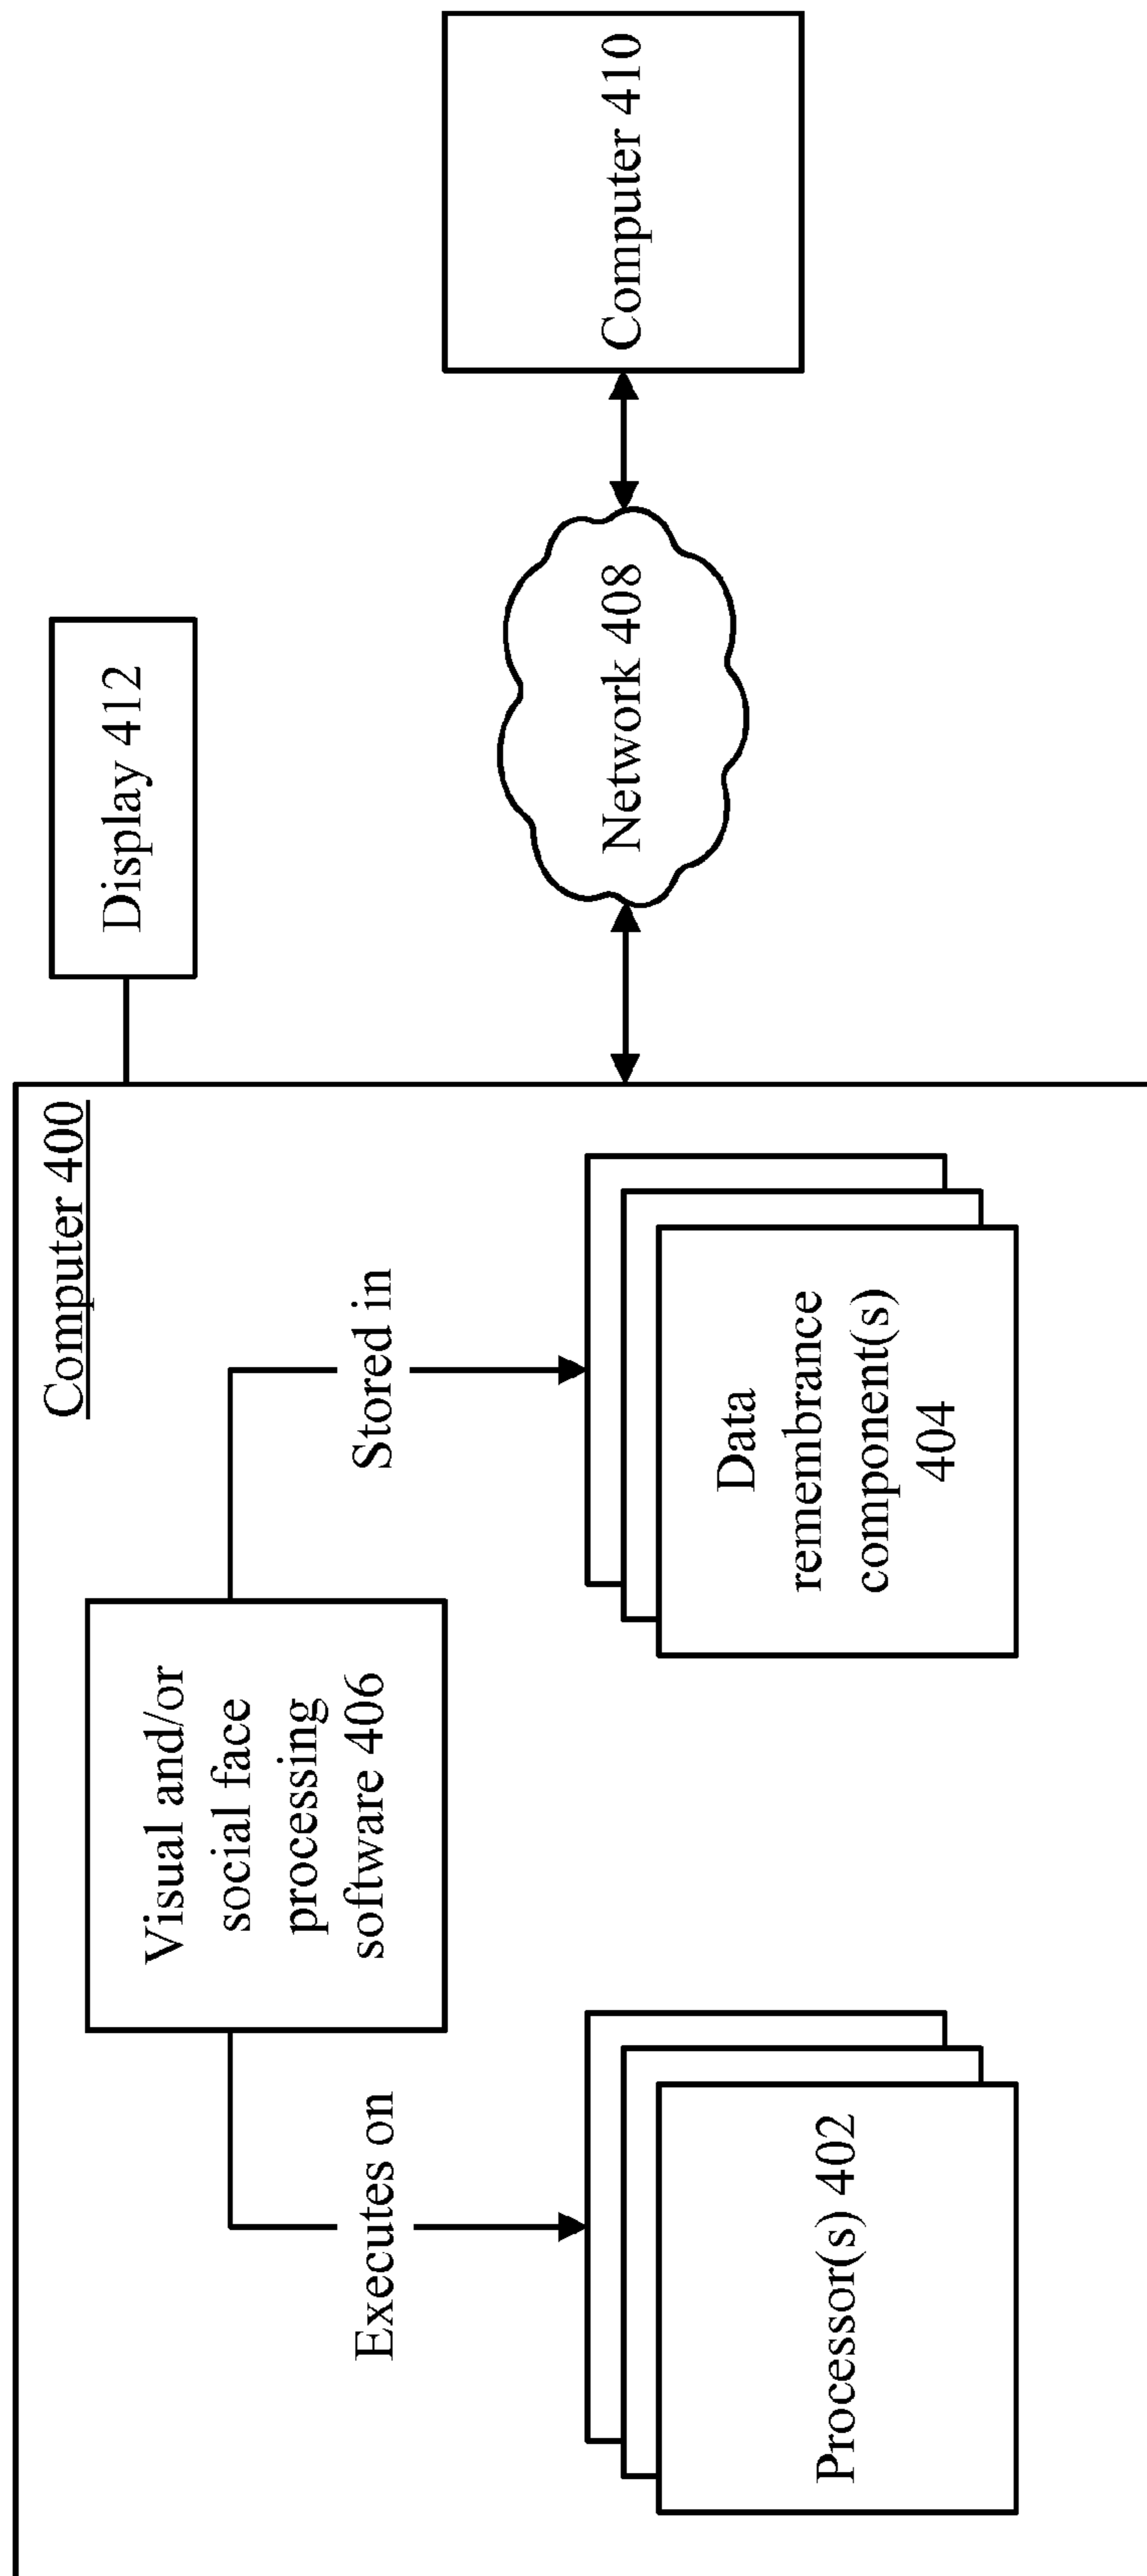 Computer 400
Visual and/or
social face
processing
software 406
Executes on
Stored in
Processor(s) 402
Data
remembrance
component(s)
404
Display 412
Network 408
Computer 410